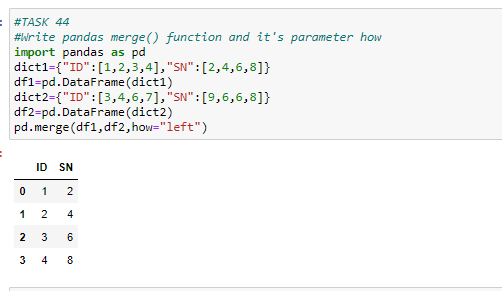 #TASK 44
#Write pandas merge() function and it's parameter how
import pandas as pd
dict1={"ID":[1,2,3,4],"SN":[2,4,6,8]}
df1=pd.DataFrame(dict1)
dict2={"ID":[3,4,6,7],"SN":[9,6,6,8]}
df2=pd.DataFrame(dict2)
pd.merge(df1,df2,how="left")
ID SN
0 1 2
1 2 4
2 3 6
3 4 8